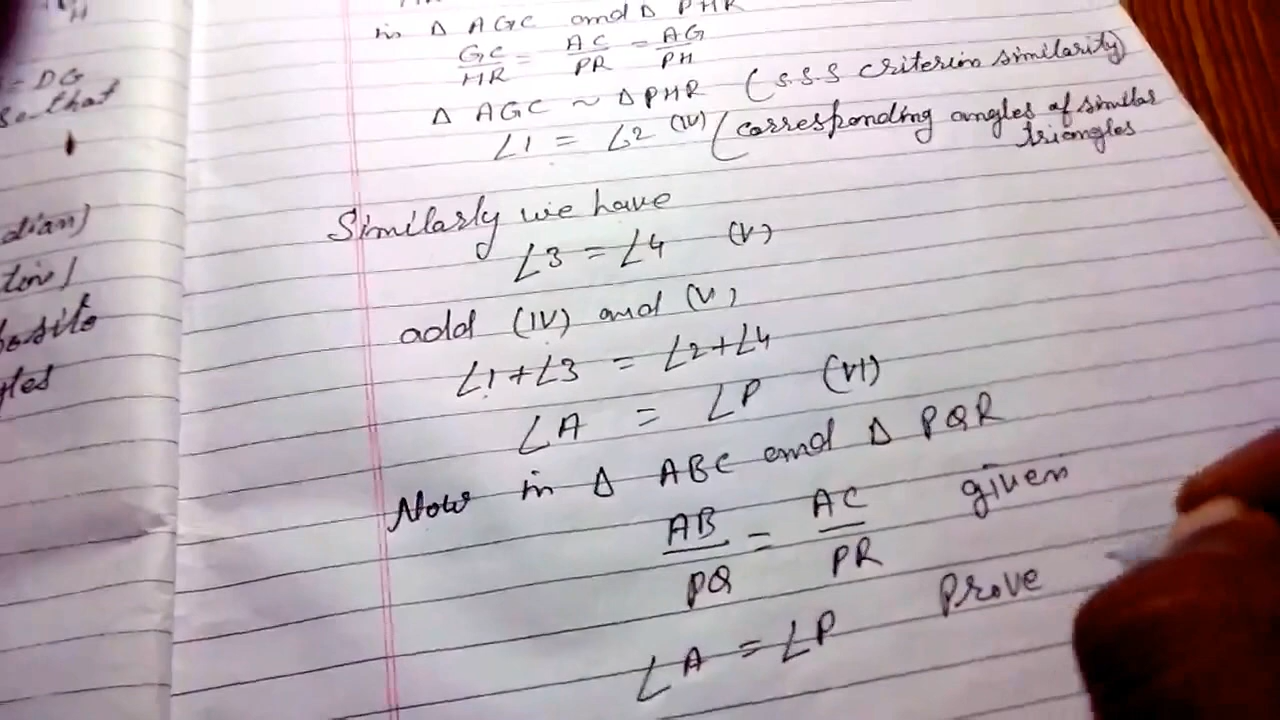 = DG
So that
dian)
tion)
posite
gles
in Δ AGC and Δ PHR
GC/HR = AC/PR = AG/PH
Δ AGC ~ Δ PHR (S.S.S criterion similarity)
∠1 = ∠2 (IV) (corresponding angles of similar
triangles
Similarly we have
∠3 = ∠4 (V)
add (IV) and (V)
∠1+∠3 = ∠2+∠4
∠A = ∠P (VI)
Now in Δ ABC and Δ PQR
AB/PQ = AC/PR given
∠A = ∠P Prove